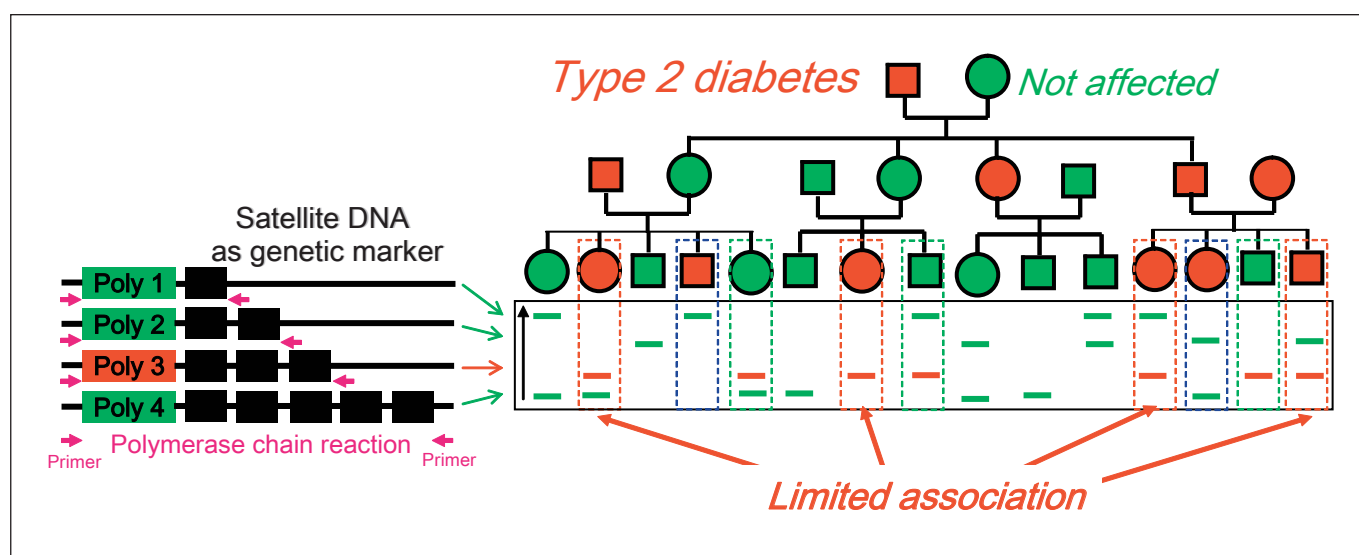 Type 2 diabetes
Not affected
Satellite DNA
as genetic marker
Poly 1
Poly 2
Poly 3
Poly 4
Polymerase chain reaction
Primer
Primer
Limited association